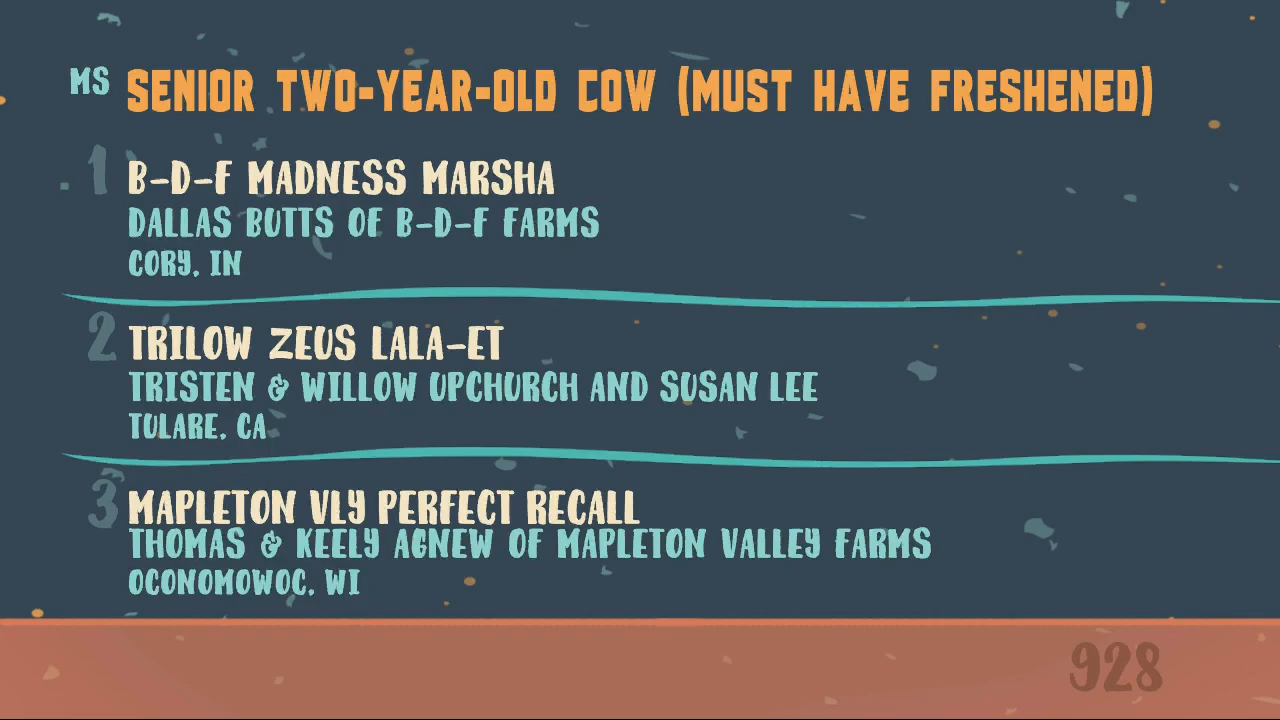 MS SENIOR TWO-YEAR-OLD COW (MUST HAVE FRESHENED)
1 B-D-F MADNESS MARSHA
DALLAS BUTTS OF B-D-F FARMS
CORY, IN
2 TRILOW ZEUS LALA-ET
TRISTEN & WILLOW UPCHURCH AND SUSAN LEE
TULARE, CA
3 MAPLETON VLY PERFECT RECALL
THOMAS & KEELY AGNEW OF MAPLETON VALLEY FARMS
OCONOMOWOC, WI
928